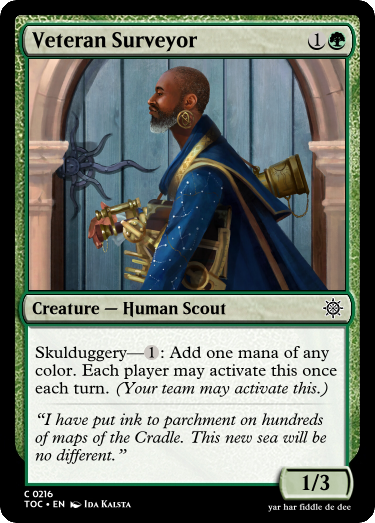 Veteran Surveyor 1
Creature — Human Scout
Skulduggery—1: Add one mana of any
color. Each player may activate this once
each turn. (Your team may activate this.)
“I have put ink to parchment on hundreds
of maps of the Cradle. This new sea will be
no different.”
1/3
C 0216
TOC • EN Ida Kalsta
yar har fiddle de dee